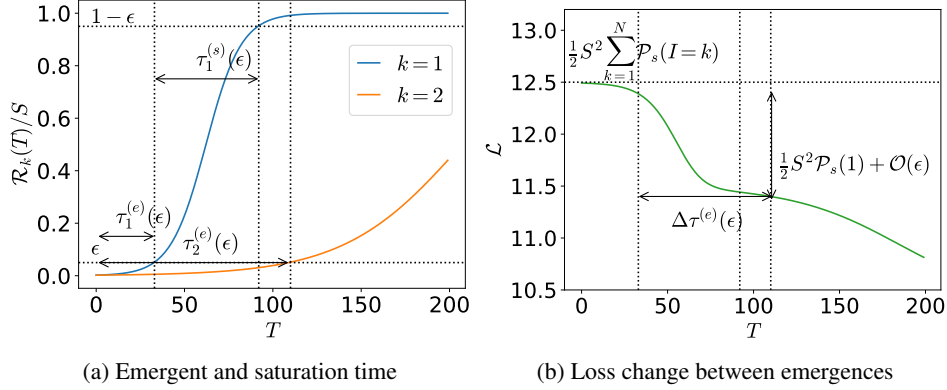 1 − ϵ
τ₁⁽ˢ⁾(ϵ)
k = 1
k = 2
τ₁⁽ᵉ⁾(ϵ)
ϵ
τ₂⁽ᵉ⁾(ϵ)
1.0
0.8
0.6
0.4
0.2
0.0
ℛₖ(T)/S
0
50
100
150
200
T
(a) Emergent and saturation time
½S² ∑ₖ₌₁ᴺ 𝒫ₛ(I = k)
½S²𝒫ₛ(1) + 𝒪(ϵ)
Δτ⁽ᵉ⁾(ϵ)
13.0
12.5
12.0
11.5
11.0
10.5
ℒ
0
50
100
150
200
T
(b) Loss change between emergences